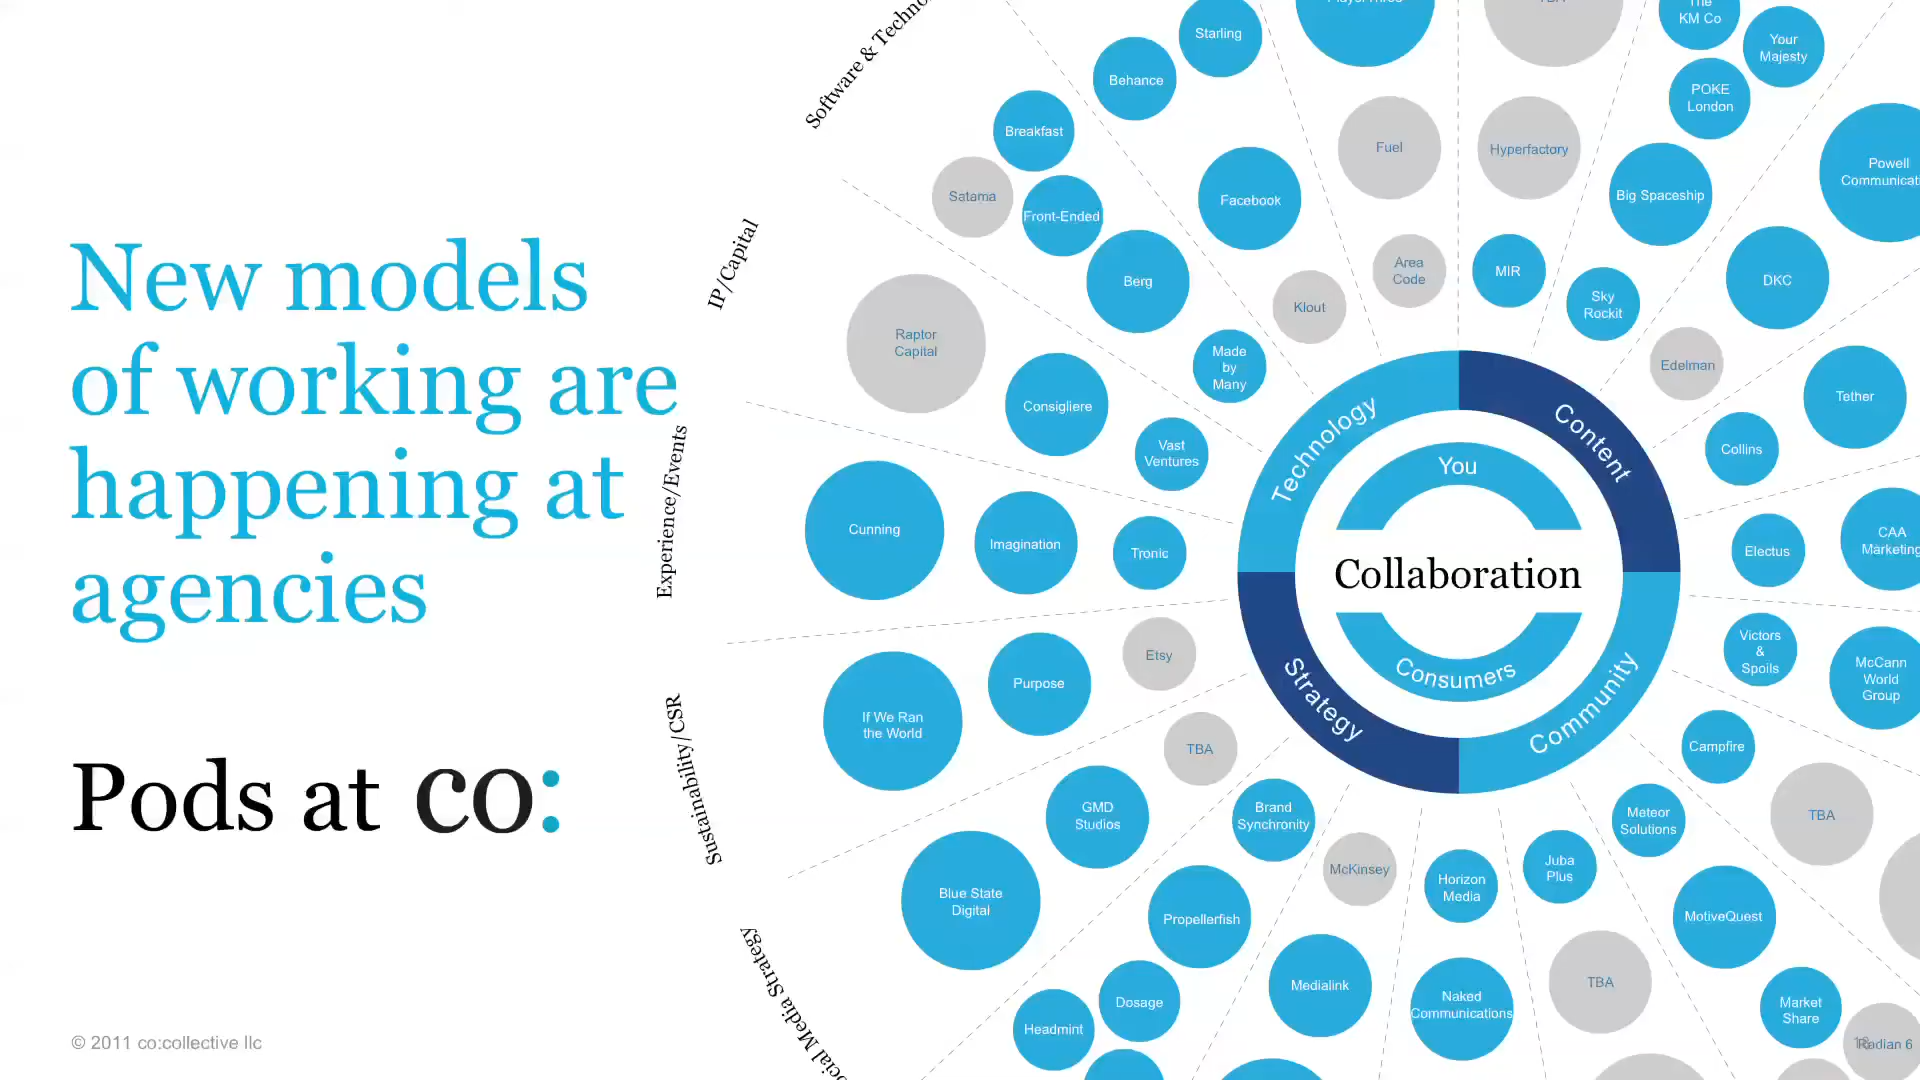 New models
of working are
happening at
agencies
Pods at co:
© 2011 co:collective llc
IP/Capital
Experience/Events
Sustainability/CSR
Software &
Media Strategy
Starling
Behance
Breakfast
Satama
Front-Ended
Berg
Made
by
Many
Facebook
Klout
Fuel
Area
Code
Hyperfactory
MIR
The
KM Co
Your
Majesty
POKE
London
Big Spaceship
Sky
Rockit
Powell
DKC
Edelman
Tether
Collins
CAA
Marketing
Electus
Victors
&
Spoils
McCann
World
Group
Campfire
TBA
Meteor
Solutions
MotiveQuest
Market
Share
Radian 6
Juba
Plus
TBA
Horizon
Media
Naked
Communications
McKinsey
Medialink
Brand
Synchronity
Propellerfish
Dosage
Headmint
TBA
GMD
Studios
Blue State
Digital
Etsy
Purpose
If We Ran
the World
Tronic
Imagination
Cunning
Vast
Ventures
Consigliere
Raptor
Capital
Technology
Content
Strategy
Community
You
Collaboration
Consumers